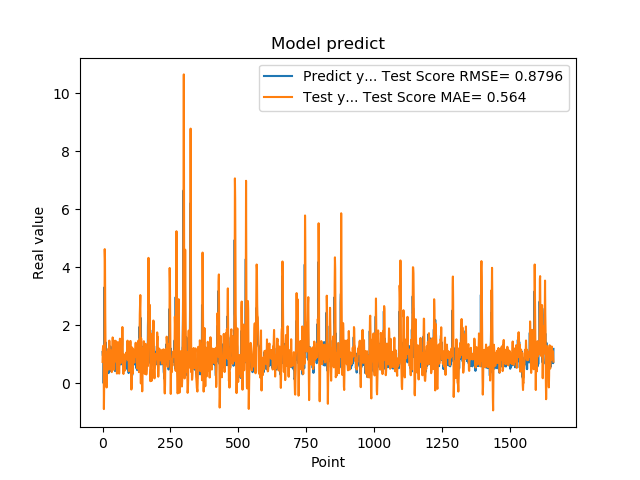 Model predict
Predict y... Test Score RMSE= 0.8796
Test y... Test Score MAE= 0.564
10
8
6
4
2
0
Real value
0 250 500 750 1000 1250 1500
Point